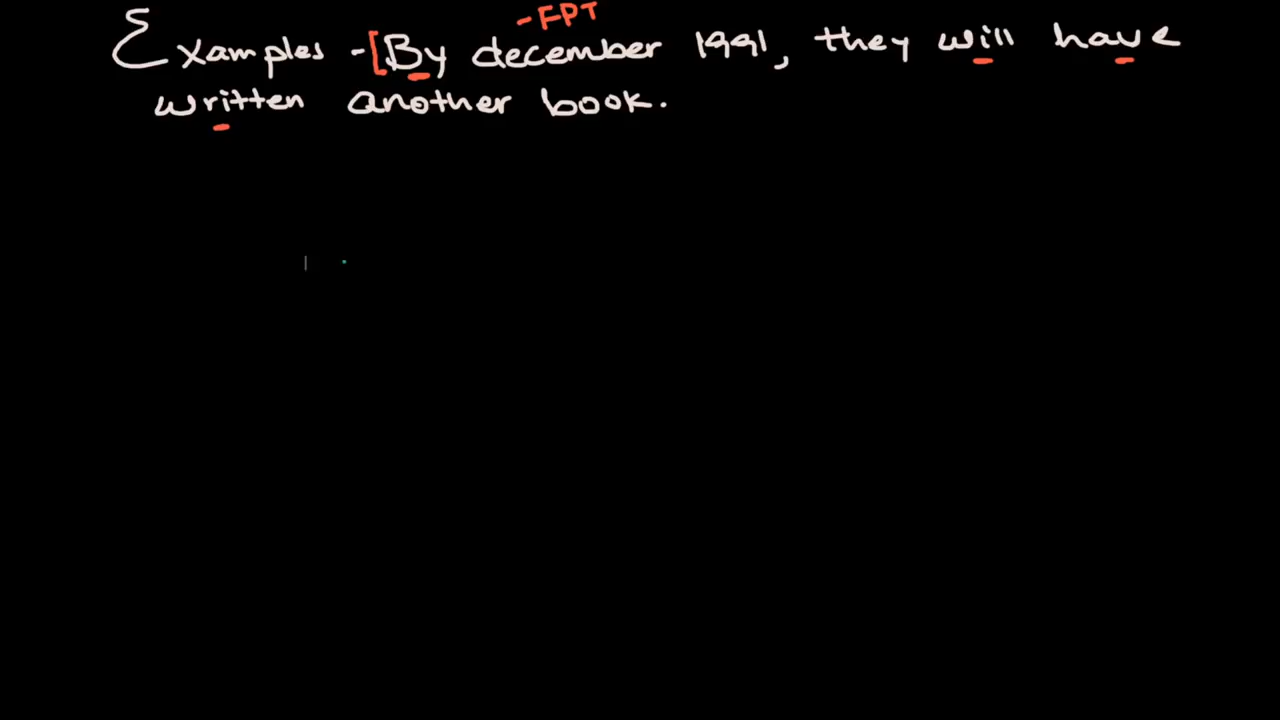 -FPT
Examples -[By december 1991, they will have
written another book.